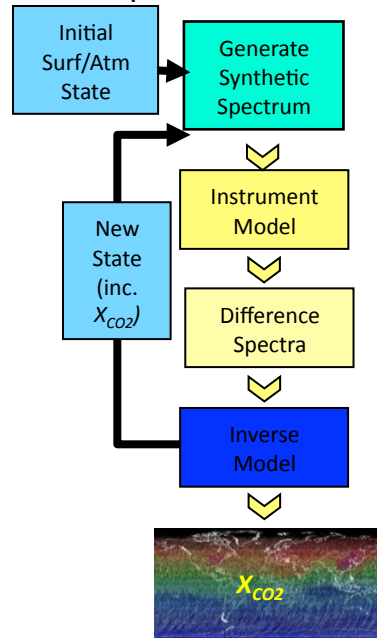 Initial
Surf/Atm
State
Generate
Synthetic
Spectrum
Instrument
Model
New
State
(inc.
XCO2)
Difference
Spectra
Inverse
Model
XCO2